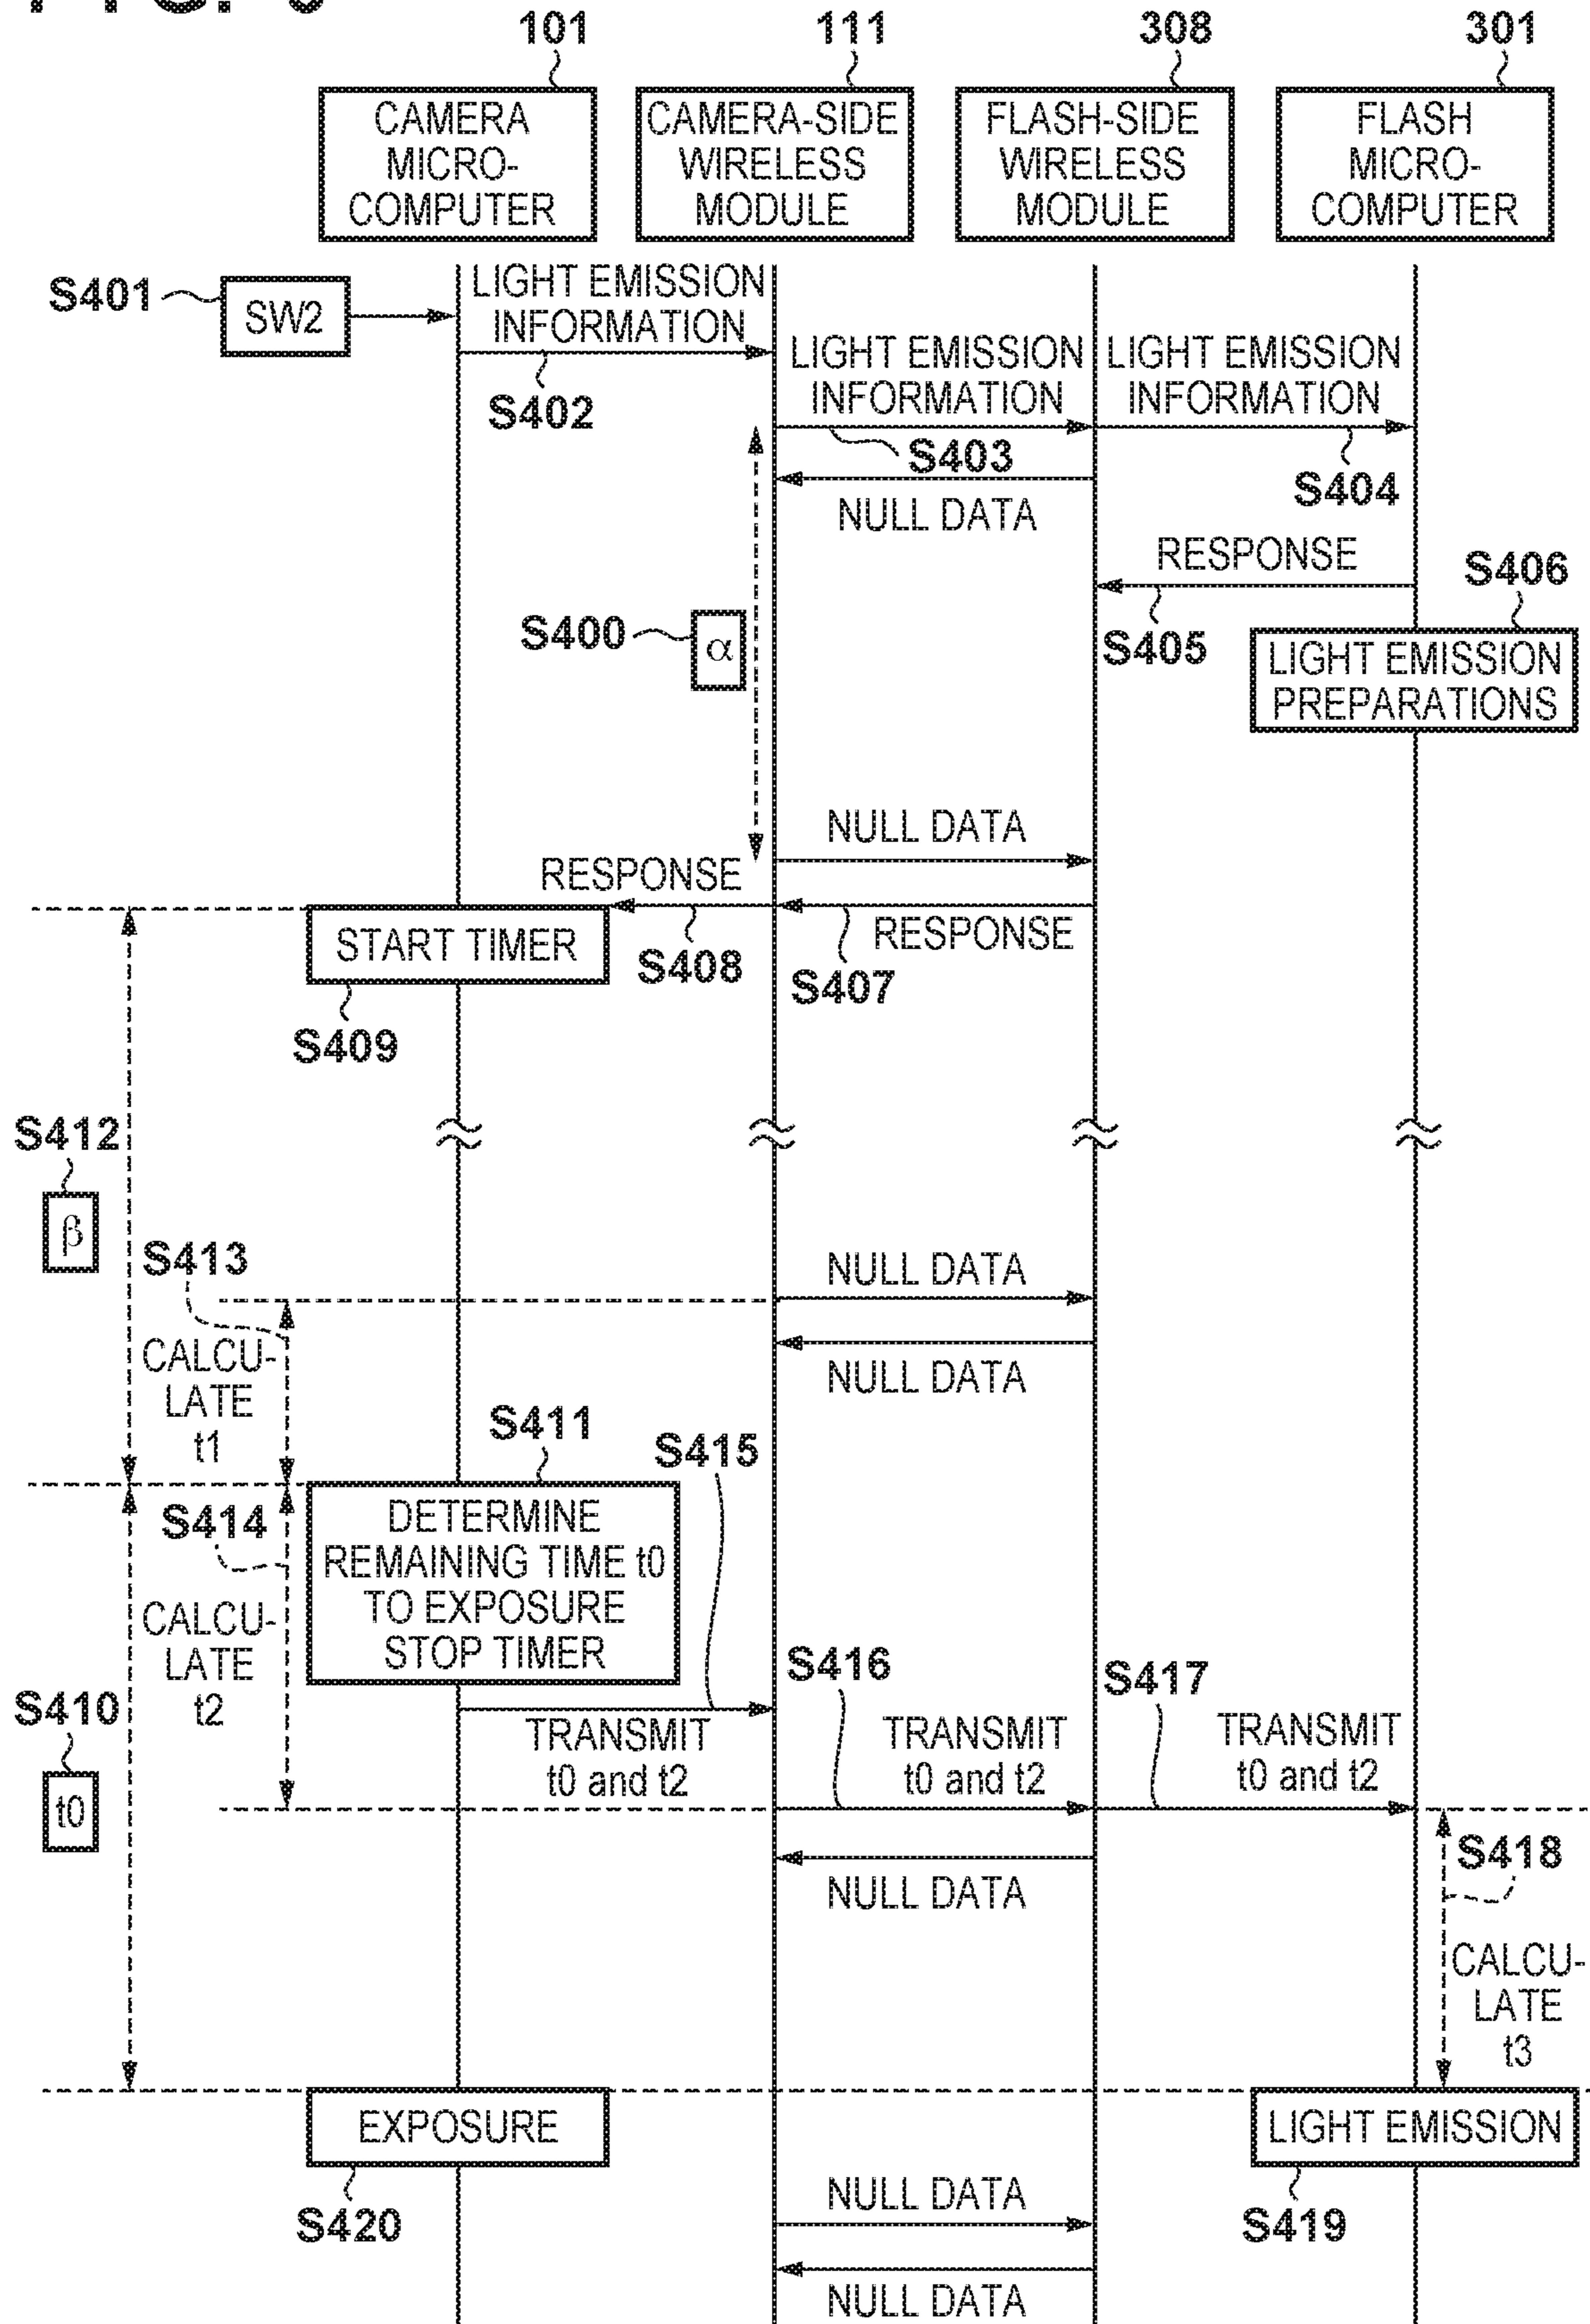 101
111
308
301
CAMERA
MICRO-
COMPUTER
CAMERA-SIDE
WIRELESS
MODULE
FLASH-SIDE
WIRELESS
MODULE
FLASH
MICRO-
COMPUTER
S401
SW2
LIGHT EMISSION
INFORMATION
S402
LIGHT EMISSION
INFORMATION
S403
LIGHT EMISSION
INFORMATION
S404
NULL DATA
RESPONSE
S405
S406
LIGHT EMISSION
PREPARATIONS
S400
α
NULL DATA
RESPONSE
S408
RESPONSE
S407
START TIMER
S409
S412
β
S413
CALCU-
LATE
t1
NULL DATA
NULL DATA
S411
S415
DETERMINE
REMAINING TIME t0
TO EXPOSURE
STOP TIMER
S414
CALCU-
LATE
t2
S410
t0
TRANSMIT
t0 and t2
S416
TRANSMIT
t0 and t2
S417
TRANSMIT
t0 and t2
NULL DATA
S418
CALCU-
LATE
t3
EXPOSURE
S420
LIGHT EMISSION
S419
NULL DATA
NULL DATA